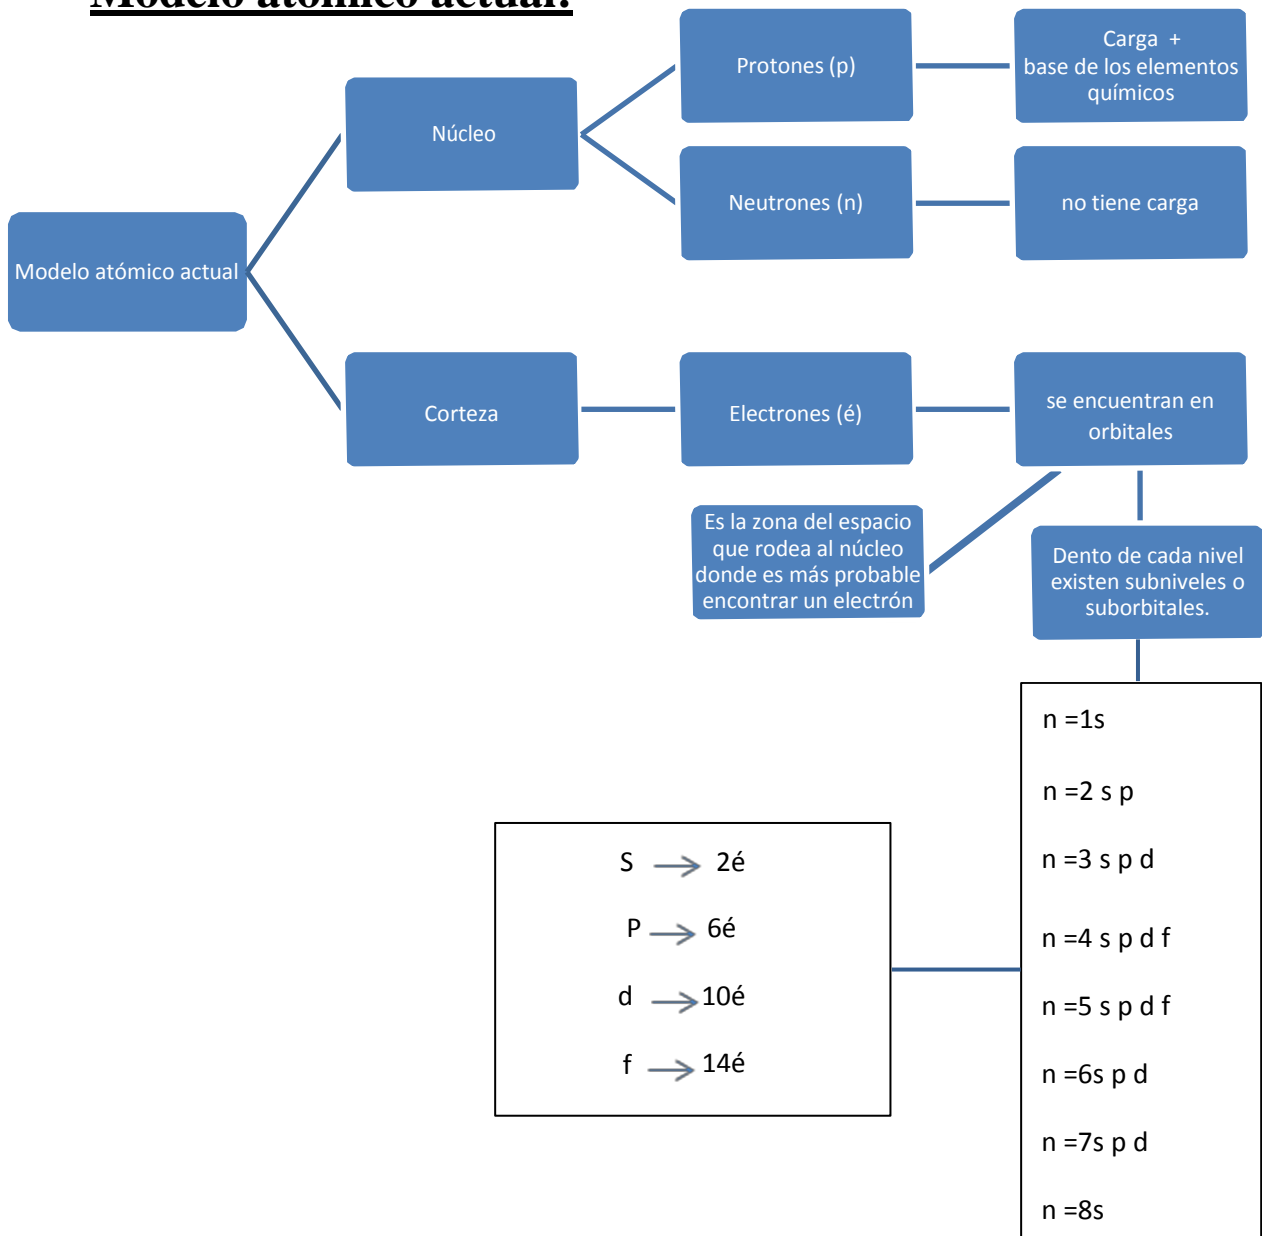 Modelo atómico actual:
Protones (p)
Carga +
base de los elementos
químicos
Núcleo
Neutrones (n)
no tiene carga
Modelo atómico actual
Corteza
Electrones (é)
se encuentran en
orbitales
Es la zona del espacio
que rodea al núcleo
donde es más probable
encontrar un electrón
Dento de cada nivel
existen subniveles o
suborbitales.
n =1s
n =2 s p
n =3 s p d
n =4 s p d f
n =5 s p d f
n =6s p d
n =7s p d
n =8s
S → 2é
P → 6é
d → 10é
f → 14é